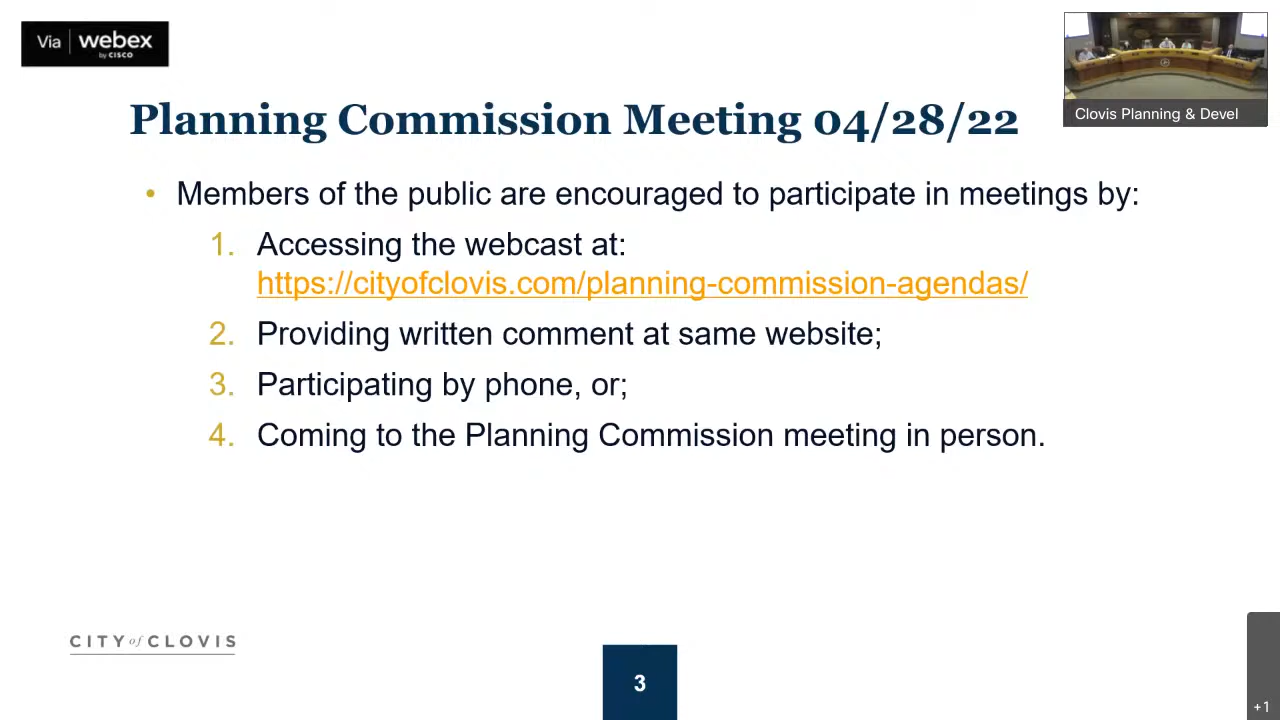 Via webex
by CISCO
Clovis Planning & Devel
Planning Commission Meeting 04/28/22
• Members of the public are encouraged to participate in meetings by:
1. Accessing the webcast at:
https://cityofclovis.com/planning-commission-agendas/
2. Providing written comment at same website;
3. Participating by phone, or;
4. Coming to the Planning Commission meeting in person.
CITY of CLOVIS
3
+1